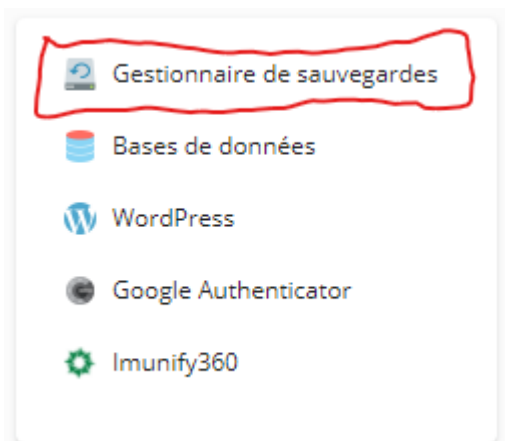 Gestionnaire de sauvegardes
Bases de données
WordPress
Google Authenticator
Imunify360